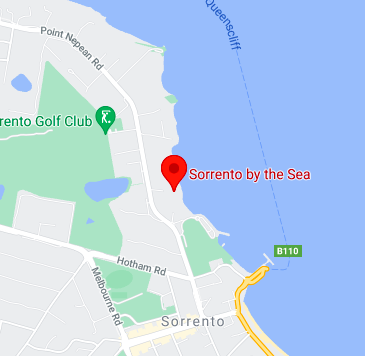 Queenscliff
Point Nepean Rd
rrento Golf Club
Sorrento by the Sea
B110
Hotham Rd
Melbourne Rd
Sorrento